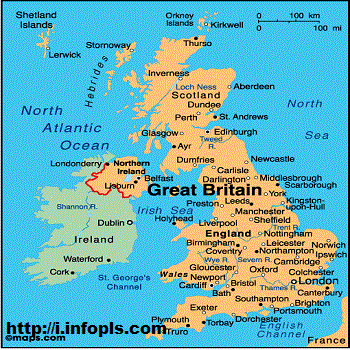 Shetland
Islands
Lerwick
Orkney
Islands
Kirkwell
0 100 km
0 100 mi
Stornoway
Thurso
Hebrides
Inverness
Loch Ness
Aberdeen
Scotland
Dundee
Perth
St. Andrews
North
Atlantic
Ocean
North
Sea
Glasgow
Edinburgh
Tweed R.
Ayr
Londonderry
Northern
Ireland
Dumfries
Newcastle
Carlisle
Belfast
Lisburn
Darlington
Middlesbrough
Great Britain
Scarborough
York
Shannon R.
Irish Sea
Preston
Leeds
Kingston-
upon-Hull
Dublin
Holyhead
Manchester
Liverpool
Sheffield
Trent R.
Ireland
England
Nottingham
Birmingham
Leicester
Norwich
Waterford
Coventry
Northampton
Ipswich
Cork
Wales
Wye R.
Severn R.
Cambridge
St. George's
Channel
Newport
Gloucester
Oxford
Colchester
Cardiff
Bristol
London
Bath
Canterbury
Southampton
Exeter
Brighton
Portsmouth
http://i.infopls.com
Plymouth
Torbay
Dorchester
Truro
English
Channel
France
©maps.com